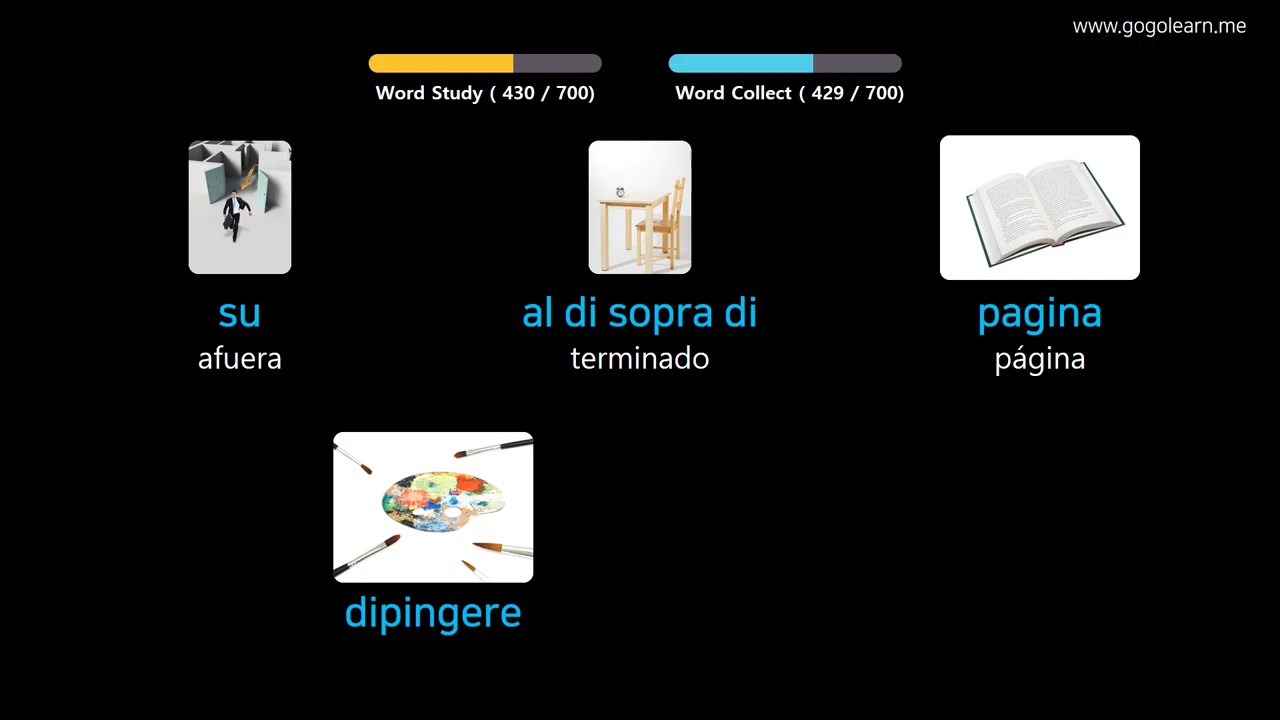 www.gogolearn.me
Word Study ( 430 / 700)
Word Collect ( 429 / 700)
su
al di sopra di
pagina
afuera
terminado
página
dipingere